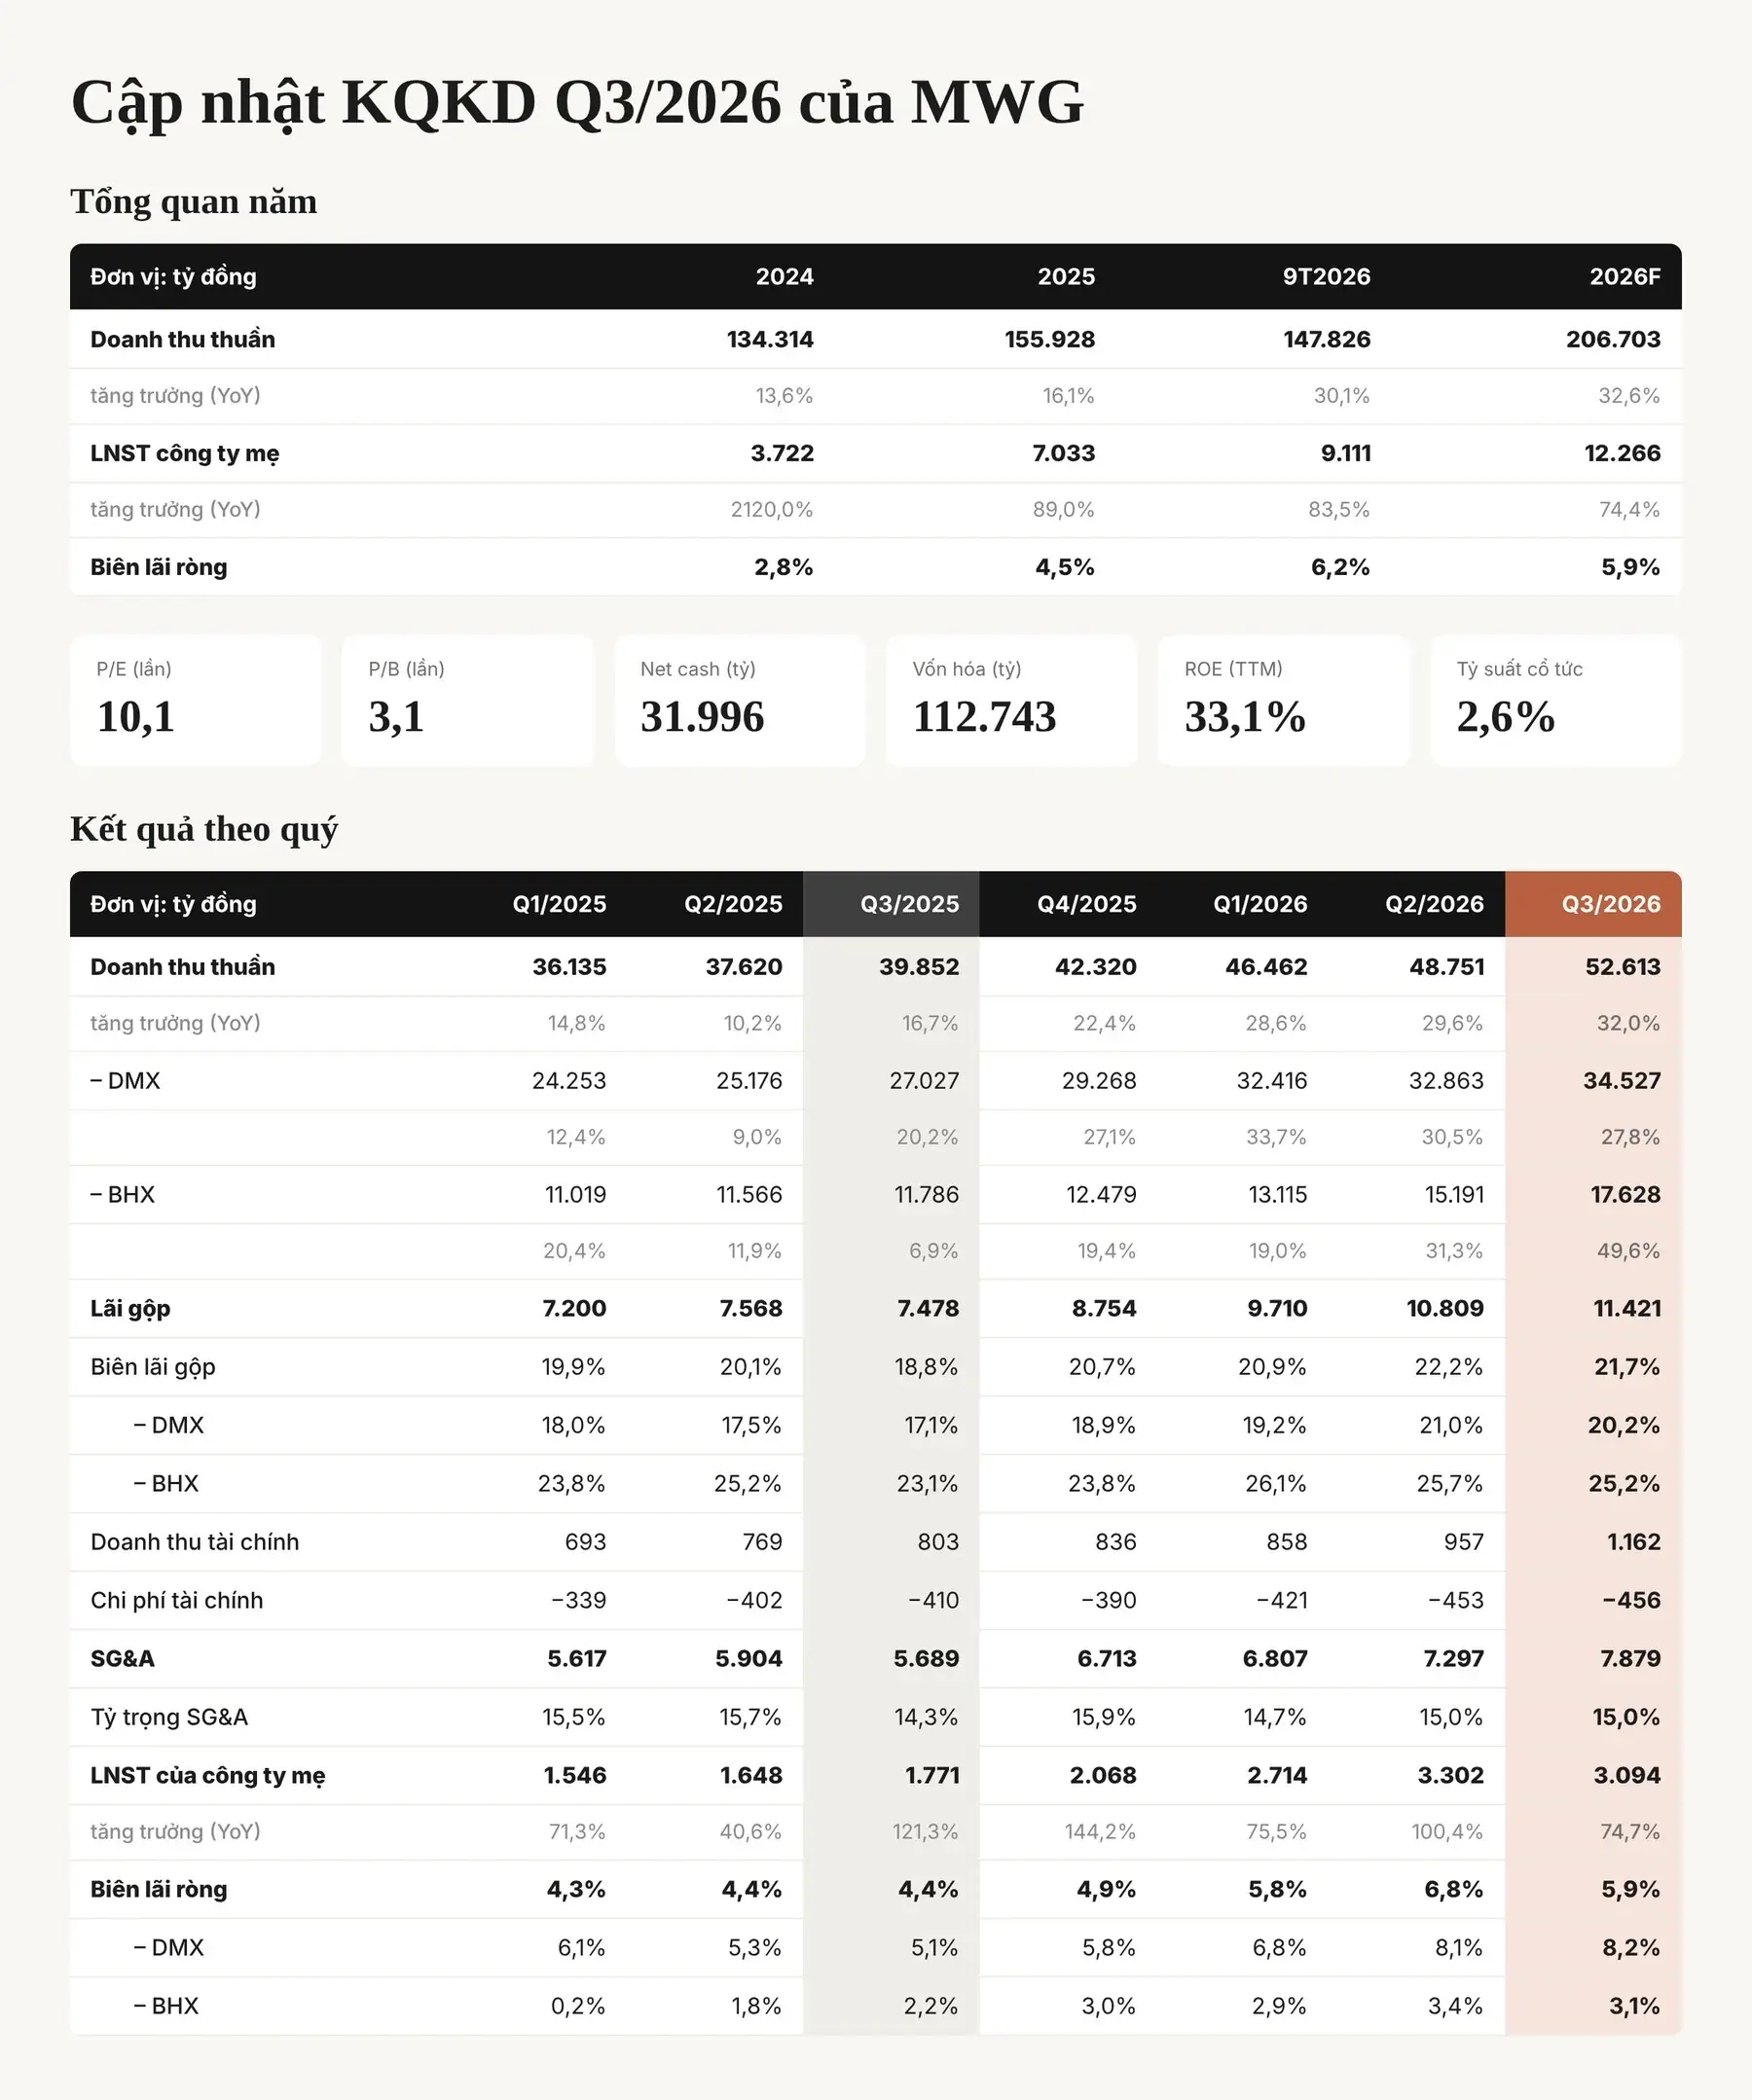 Cập nhật KQKD Q3/2026 của MWG
Tổng quan năm
Đơn vị: tỷ đồng 2024 2025 9T2026 2026F
Doanh thu thuần 134.314 155.928 147.826 206.703
tăng trưởng (YoY) 13,6% 16,1% 30,1% 32,6%
LNST công ty mẹ 3.722 7.033 9.111 12.266
tăng trưởng (YoY) 2120,0% 89,0% 83,5% 74,4%
Biên lãi ròng 2,8% 4,5% 6,2% 5,9%
P/E (lần) P/B (lần) Net cash (tỷ) Vốn hóa (tỷ) ROE (TTM) Tỷ suất cổ tức
10,1 3,1 31.996 112.743 33,1% 2,6%
Kết quả theo quý
Đơn vị: tỷ đồng Q1/2025 Q2/2025 Q3/2025 Q4/2025 Q1/2026 Q2/2026 Q3/2026
Doanh thu thuần 36.135 37.620 39.852 42.320 46.462 48.751 52.613
tăng trưởng (YoY) 14,8% 10,2% 16,7% 22,4% 28,6% 29,6% 32,0%
– DMX 24.253 25.176 27.027 29.268 32.416 32.863 34.527
12,4% 9,0% 20,2% 27,1% 33,7% 30,5% 27,8%
– BHX 11.019 11.566 11.786 12.479 13.115 15.191 17.628
20,4% 11,9% 6,9% 19,4% 19,0% 31,3% 49,6%
Lãi gộp 7.200 7.568 7.478 8.754 9.710 10.809 11.421
Biên lãi gộp 19,9% 20,1% 18,8% 20,7% 20,9% 22,2% 21,7%
– DMX 18,0% 17,5% 17,1% 18,9% 19,2% 21,0% 20,2%
– BHX 23,8% 25,2% 23,1% 23,8% 26,1% 25,7% 25,2%
Doanh thu tài chính 693 769 803 836 858 957 1.162
Chi phí tài chính −339 −402 −410 −390 −421 −453 −456
SG&A 5.617 5.904 5.689 6.713 6.807 7.297 7.879
Tỷ trọng SG&A 15,5% 15,7% 14,3% 15,9% 14,7% 15,0% 15,0%
LNST của công ty mẹ 1.546 1.648 1.771 2.068 2.714 3.302 3.094
tăng trưởng (YoY) 71,3% 40,6% 121,3% 144,2% 75,5% 100,4% 74,7%
Biên lãi ròng 4,3% 4,4% 4,4% 4,9% 5,8% 6,8% 5,9%
– DMX 6,1% 5,3% 5,1% 5,8% 6,8% 8,1% 8,2%
– BHX 0,2% 1,8% 2,2% 3,0% 2,9% 3,4% 3,1%